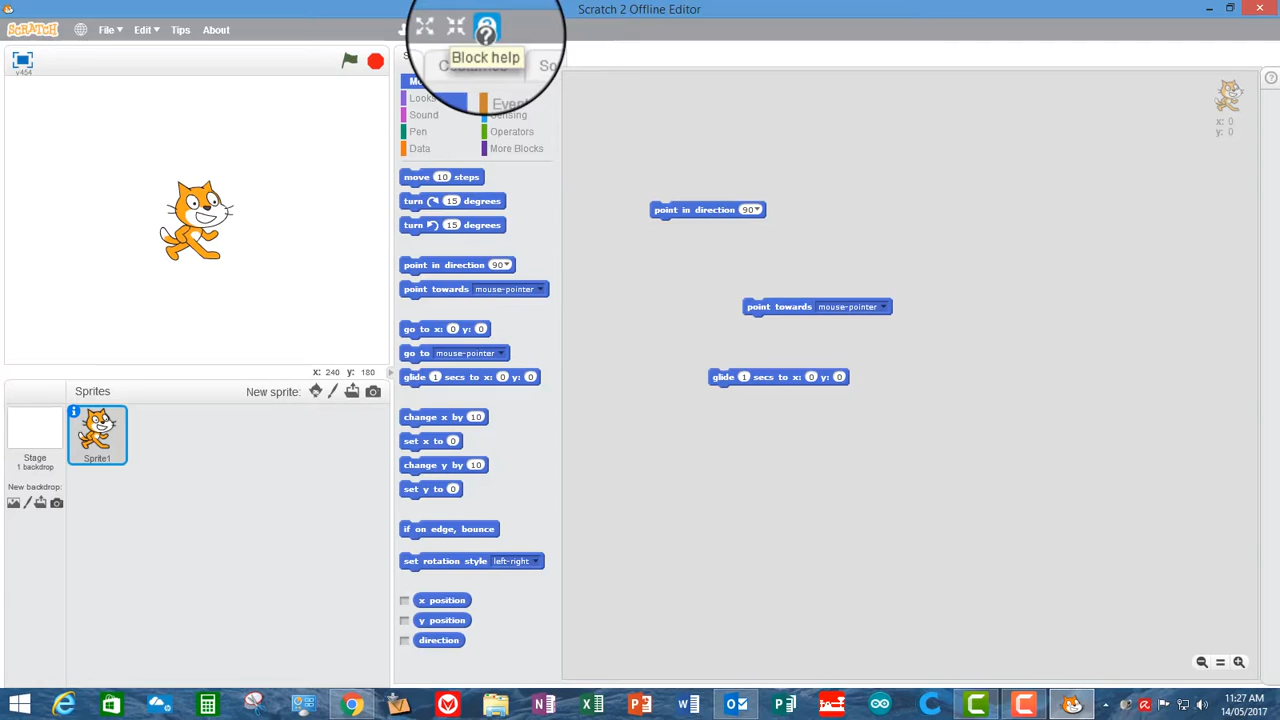 Scratch 2 Offline Editor
SCRATCH File Edit Tips About
Block help
v454
Looks
Sound
Pen
Data
Events
Sensing
Operators
More Blocks
x: 0
y: 0
move 10 steps
turn 15 degrees
turn 15 degrees
point in direction 90
point towards mouse-pointer
go to x: 0 y: 0
go to mouse-pointer
glide 1 secs to x: 0 y: 0
change x by 10
set x to 0
change y by 10
set y to 0
if on edge, bounce
set rotation style left-right
x position
y position
direction
point in direction 90
point towards mouse-pointer
glide 1 secs to x: 0 y: 0
x: 240 y: 180
Sprites New sprite:
Stage
1 backdrop
New backdrop:
Sprite1
11:27 AM
14/05/2017